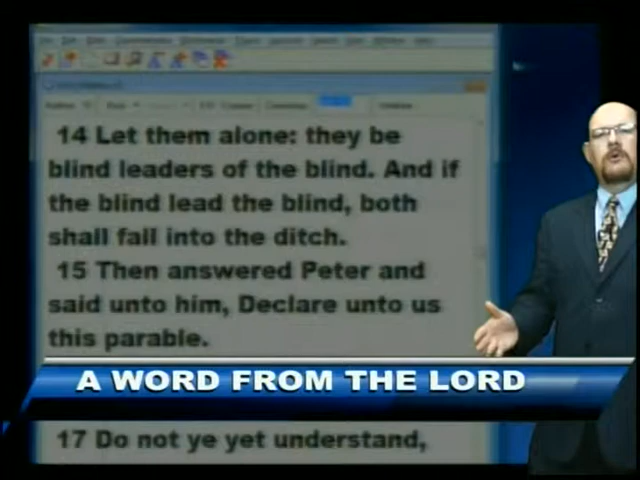 14 Let them alone: they be
blind leaders of the blind. And if
the blind lead the blind, both
shall fall into the ditch.
15 Then answered Peter and
said unto him, Declare unto us
this parable.
A WORD FROM THE LORD
17 Do not ye yet understand,